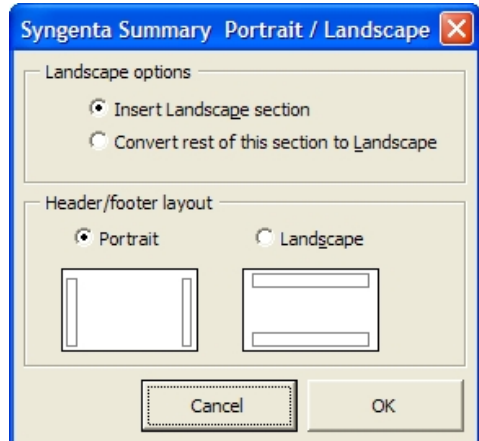 Syngenta Summary Portrait / Landscape
Landscape options
Insert Landscape section
Convert rest of this section to Landscape
Header/footer layout
Portrait Landscape
Cancel OK